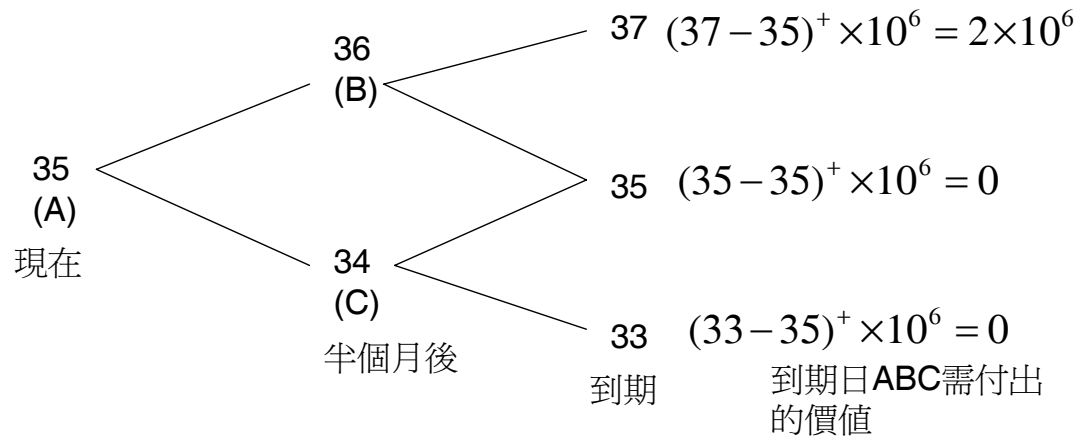 37 (37−35)⁺ ×10⁶ = 2×10⁶
36
(B)
35
(A)
現在
35 (35−35)⁺ ×10⁶ = 0
34
(C)
半個月後
33 (33−35)⁺ ×10⁶ = 0
到期
到期日ABC需付出
的價值